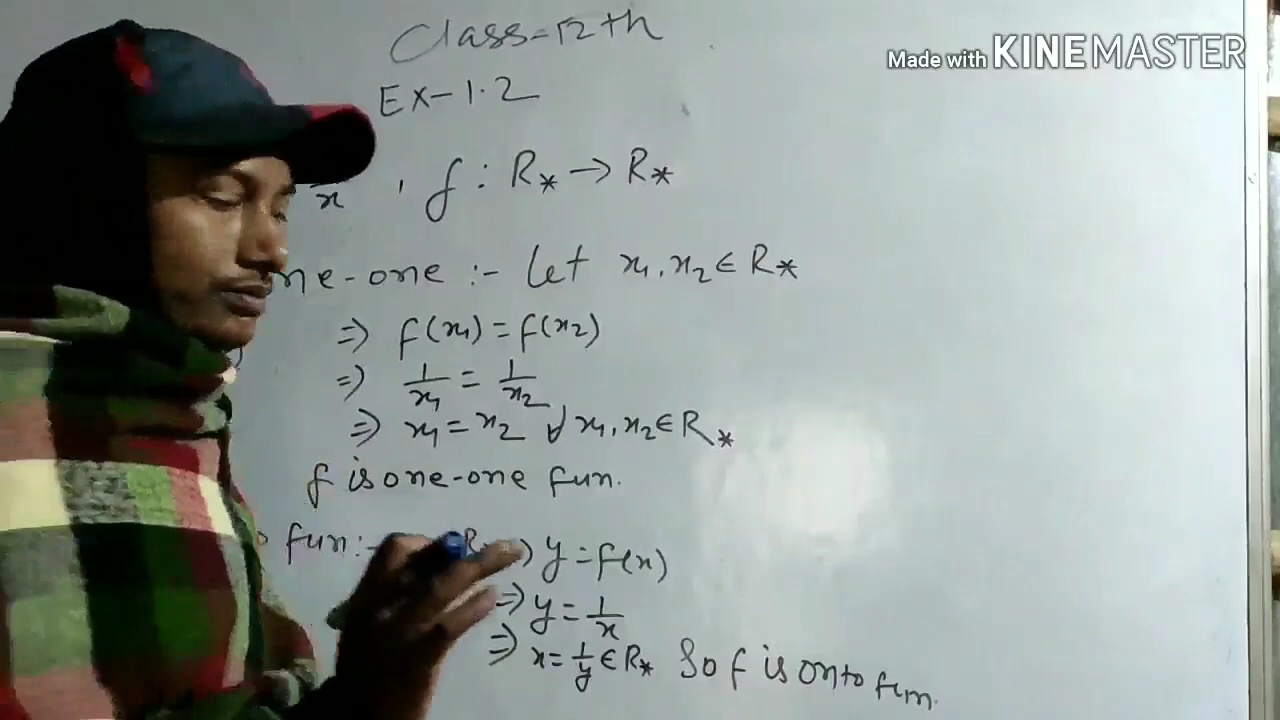 Made with KINEMASTER
Class=12th
Ex-1.2
x , f : R* → R*
ne-one :- Let x₁, x₂ ∈ R*
⇒ f(x₁) = f(x₂)
⇒ 1/x₁ = 1/x₂
⇒ x₁ = x₂ ∀ x₁, x₂ ∈ R*
f is one-one fun.
o fun:- R ⇒ y = f(x)
⇒ y = 1/x
⇒ x = 1/y ∈ R* So f is onto fun.